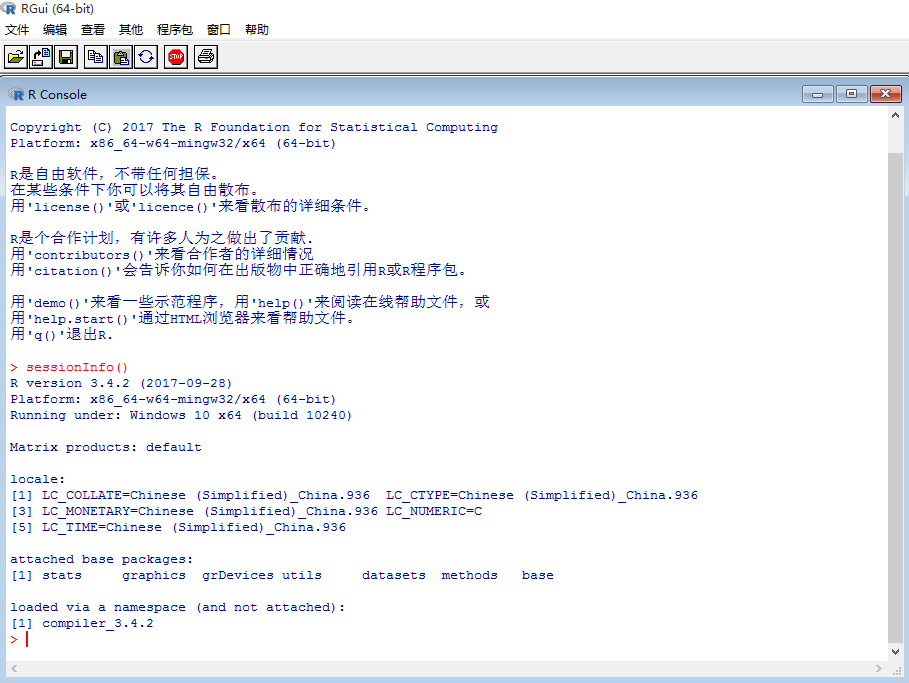 RGui (64-bit)
文件 编辑 查看 其他 程序包 窗口 帮助
STOP
R Console
Copyright (C) 2017 The R Foundation for Statistical Computing
Platform: x86_64-w64-mingw32/x64 (64-bit)
R是自由软件，不带任何担保。
在某些条件下你可以将其自由散布。
用'license()'或'licence()'来看散布的详细条件。
R是个合作计划，有许多人为之做出了贡献.
用'contributors()'来看合作者的详细情况
用'citation()'会告诉你如何在出版物中正确地引用R或R程序包。
用'demo()'来看一些示范程序，用'help()'来阅读在线帮助文件，或
用'help.start()'通过HTML浏览器来看帮助文件。
用'q()'退出R.
> sessionInfo()
R version 3.4.2 (2017-09-28)
Platform: x86_64-w64-mingw32/x64 (64-bit)
Running under: Windows 10 x64 (build 10240)
Matrix products: default
locale:
[1] LC_COLLATE=Chinese (Simplified)_China.936  LC_CTYPE=Chinese (Simplified)_China.936
[3] LC_MONETARY=Chinese (Simplified)_China.936 LC_NUMERIC=C
[5] LC_TIME=Chinese (Simplified)_China.936
attached base packages:
[1] stats     graphics  grDevices utils     datasets  methods   base
loaded via a namespace (and not attached):
[1] compiler_3.4.2
>